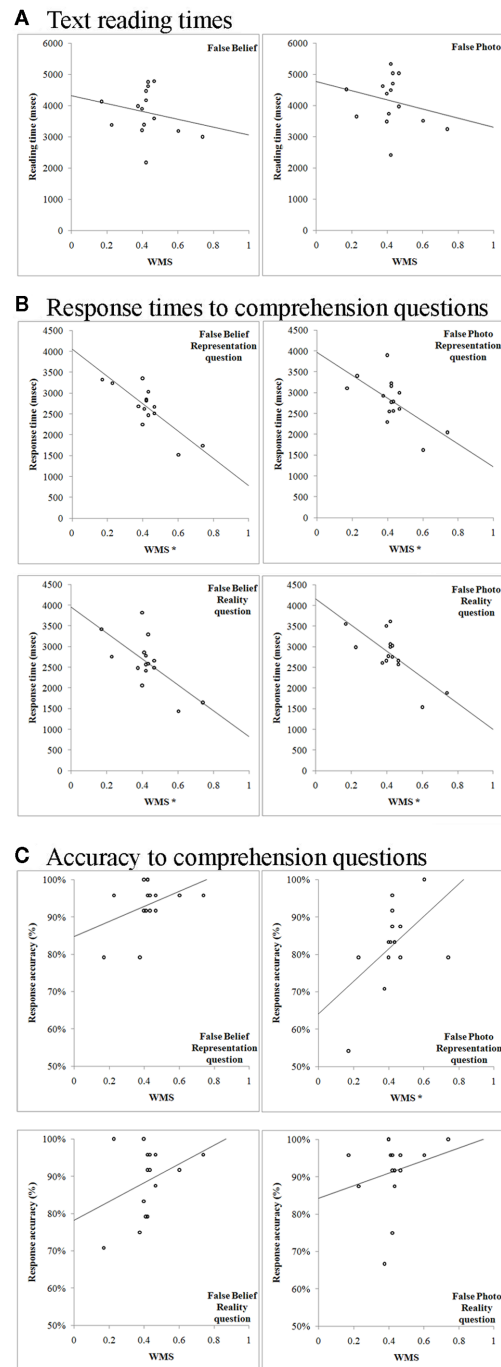 A Text reading times
False Belief
Reading time (msec)
6000
5000
4000
3000
2000
1000
0
0 0.2 0.4 0.6 0.8 1
WMS
False Photo
Reading time (msec)
6000
5000
4000
3000
2000
1000
0
0 0.2 0.4 0.6 0.8 1
WMS
B Response times to comprehension questions
False Belief
Representation
question
Response time (msec)
4500
4000
3500
3000
2500
2000
1500
1000
500
0
0 0.2 0.4 0.6 0.8 1
WMS *
False Photo
Representation
question
Response time (msec)
4500
4000
3500
3000
2500
2000
1500
1000
500
0
0 0.2 0.4 0.6 0.8 1
WMS *
False Belief
Reality
question
Response time (msec)
4500
4000
3500
3000
2500
2000
1500
1000
500
0
0 0.2 0.4 0.6 0.8 1
WMS *
False Photo
Reality
question
Response time (msec)
4500
4000
3500
3000
2500
2000
1500
1000
500
0
0 0.2 0.4 0.6 0.8 1
WMS *
C Accuracy to comprehension questions
Response accuracy (%)
100%
90%
80%
70%
60%
50%
False Belief
Representation
question
0 0.2 0.4 0.6 0.8 1
WMS
Response accuracy (%)
100%
90%
80%
70%
60%
50%
False Photo
Representation
question
0 0.2 0.4 0.6 0.8 1
WMS *
Response accuracy (%)
100%
90%
80%
70%
60%
50%
False Belief
Reality
question
0 0.2 0.4 0.6 0.8 1
WMS
Response accuracy (%)
100%
90%
80%
70%
60%
50%
False Photo
Reality
question
0 0.2 0.4 0.6 0.8 1
WMS